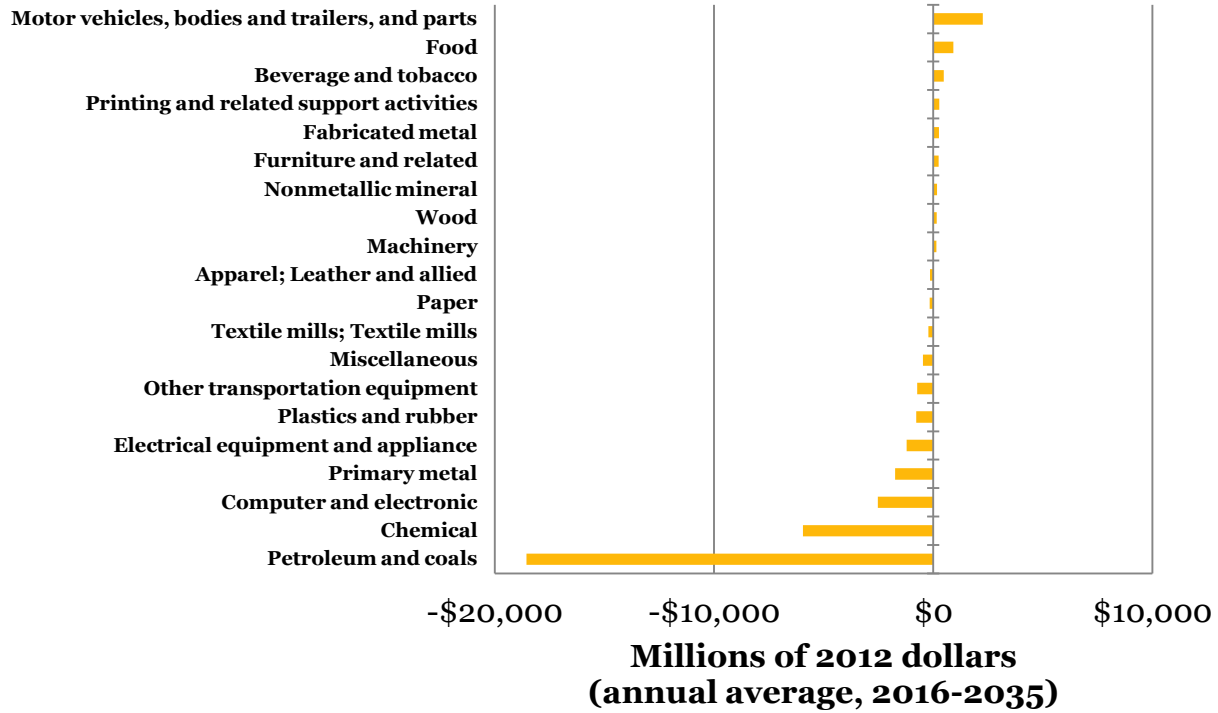 Motor vehicles, bodies and trailers, and parts
Food
Beverage and tobacco
Printing and related support activities
Fabricated metal
Furniture and related
Nonmetallic mineral
Wood
Machinery
Apparel; Leather and allied
Paper
Textile mills; Textile mills
Miscellaneous
Other transportation equipment
Plastics and rubber
Electrical equipment and appliance
Primary metal
Computer and electronic
Chemical
Petroleum and coals
-$20,000 -$10,000 $0 $10,000
Millions of 2012 dollars
(annual average, 2016-2035)